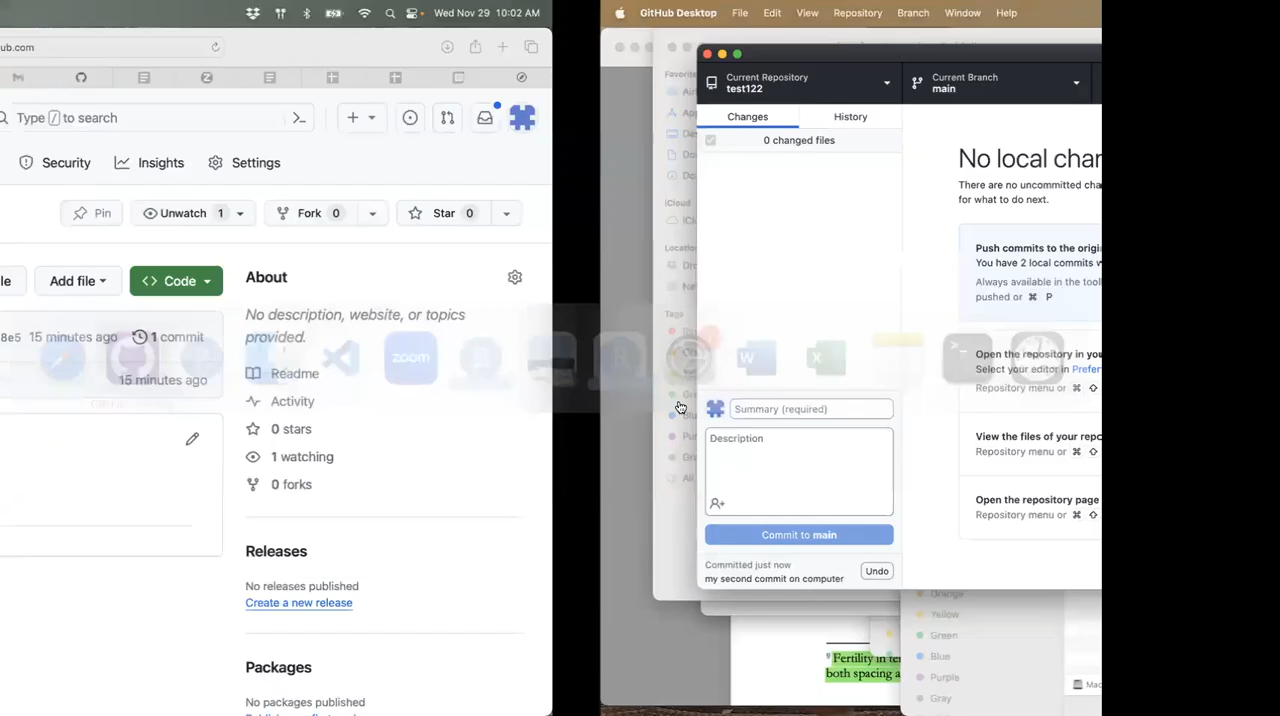 Wed Nov 29 10:02 AM
GitHub Desktop File Edit View Repository Branch Window Help
ub.com
Type / to search
Security Insights Settings
Pin Unwatch 1 Fork 0 Star 0
Add file Code
15 minutes ago 1 commit
15 minutes ago
About
No description, website, or topics
provided.
Readme
Activity
0 stars
1 watching
0 forks
Releases
No releases published
Create a new release
Packages
No packages published
zoom
Current Repository
test122
Current Branch
main
Changes History
0 changed files
Summary (required)
Description
Commit to main
Committed just now
my second commit on computer
Undo
There are no uncommitted cha
for what to do next.
Push commits to the origi
You have 2 local commits w
Always available in the tool
pushed or ⌘ P
Open the repository in you
Select your editor in Prefer
Repository menu or ⌘
View the files of your repo
Repository menu or ⌘
Open the repository page
Repository menu or ⌘
iCloud
Tags
Orange
Yellow
Green
Blue
Purple
Gray
Fertility in te
both spacing a